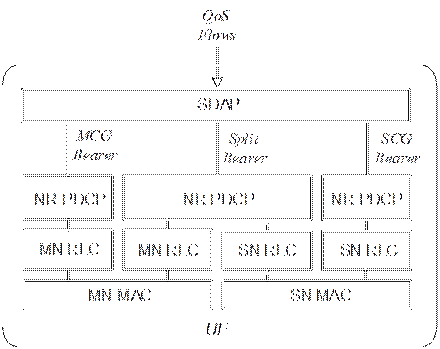 QoS
Flows
SDAP
MCG
Bearer
Split
Bearer
SCG
Bearer
NR PDCP
NR PDCP
NR PDCP
MN RLC
MN RLC
SN RLC
SN RLC
MN MAC
SN MAC
UE